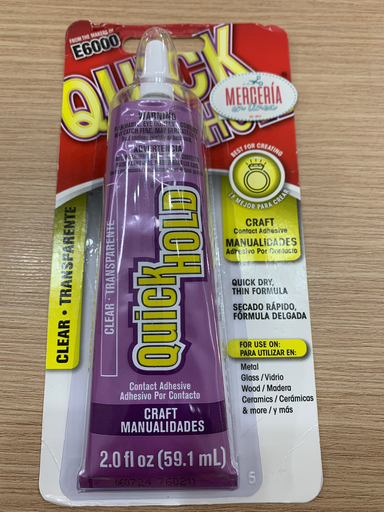 FROM THE MAKERS OF
E6000
QUICK
HOLD
MERCERÍA
WARNING
ADVERTENCIA
BEST FOR CREATING
LO MEJOR PARA CREAR
CLEAR • TRANSPARENTE
CLEAR • TRANSPARENTE
Quick
HOLD
CRAFT
Contact Adhesive
MANUALIDADES
Adhesivo Por Contacto
QUICK DRY,
THIN FORMULA
SECADO RÁPIDO,
FÓRMULA DELGADA
FOR USE ON:
PARA UTILIZAR EN:
Metal
Glass / Vidrio
Wood / Madera
Ceramics / Cerámicas
& more / y más
Contact Adhesive
Adhesivo Por Contacto
CRAFT
MANUALIDADES
2.0 fl oz (59.1 mL)
5